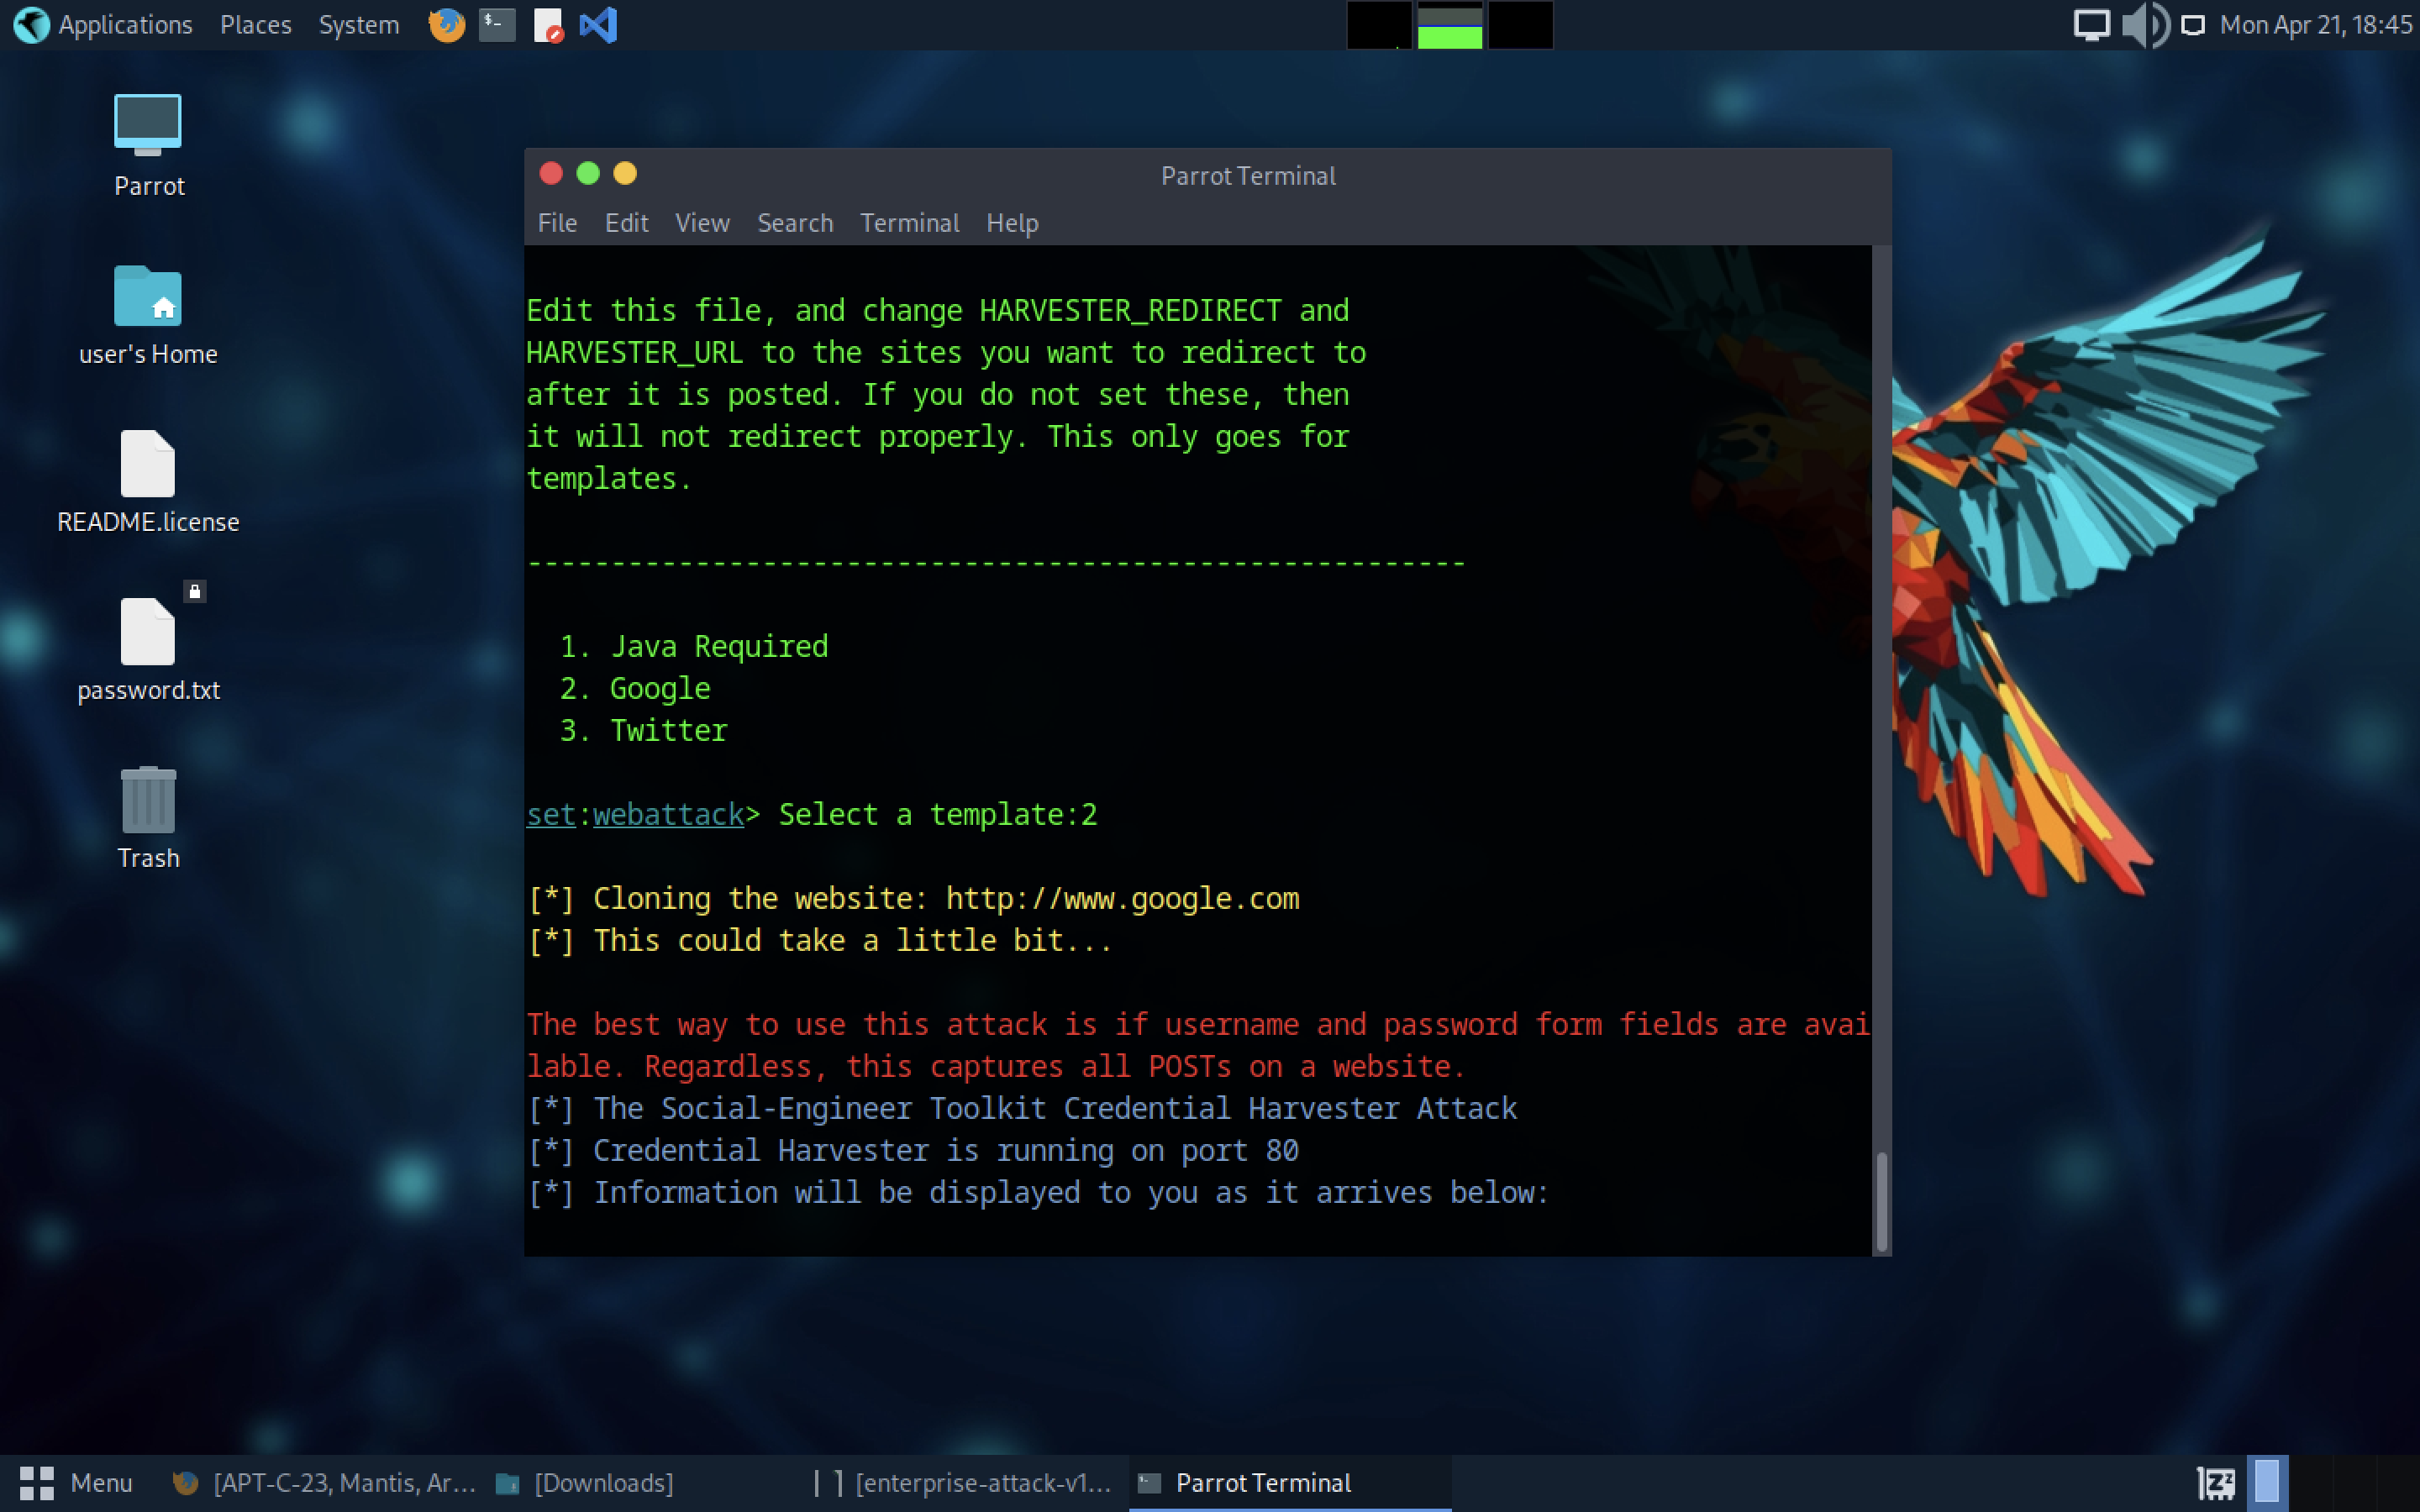 Applications Places System
Mon Apr 21, 18:45
Parrot
user's Home
README.license
password.txt
Trash
Parrot Terminal
File Edit View Search Terminal Help
Edit this file, and change HARVESTER_REDIRECT and
HARVESTER_URL to the sites you want to redirect to
after it is posted. If you do not set these, then
it will not redirect properly. This only goes for
templates.
--------------------------------------------------------
1. Java Required
2. Google
3. Twitter
set:webattack> Select a template:2
[*] Cloning the website: http://www.google.com
[*] This could take a little bit...
The best way to use this attack is if username and password form fields are avai
lable. Regardless, this captures all POSTs on a website.
[*] The Social-Engineer Toolkit Credential Harvester Attack
[*] Credential Harvester is running on port 80
[*] Information will be displayed to you as it arrives below:
Menu [APT-C-23, Mantis, Ar... [Downloads] [enterprise-attack-v1... Parrot Terminal